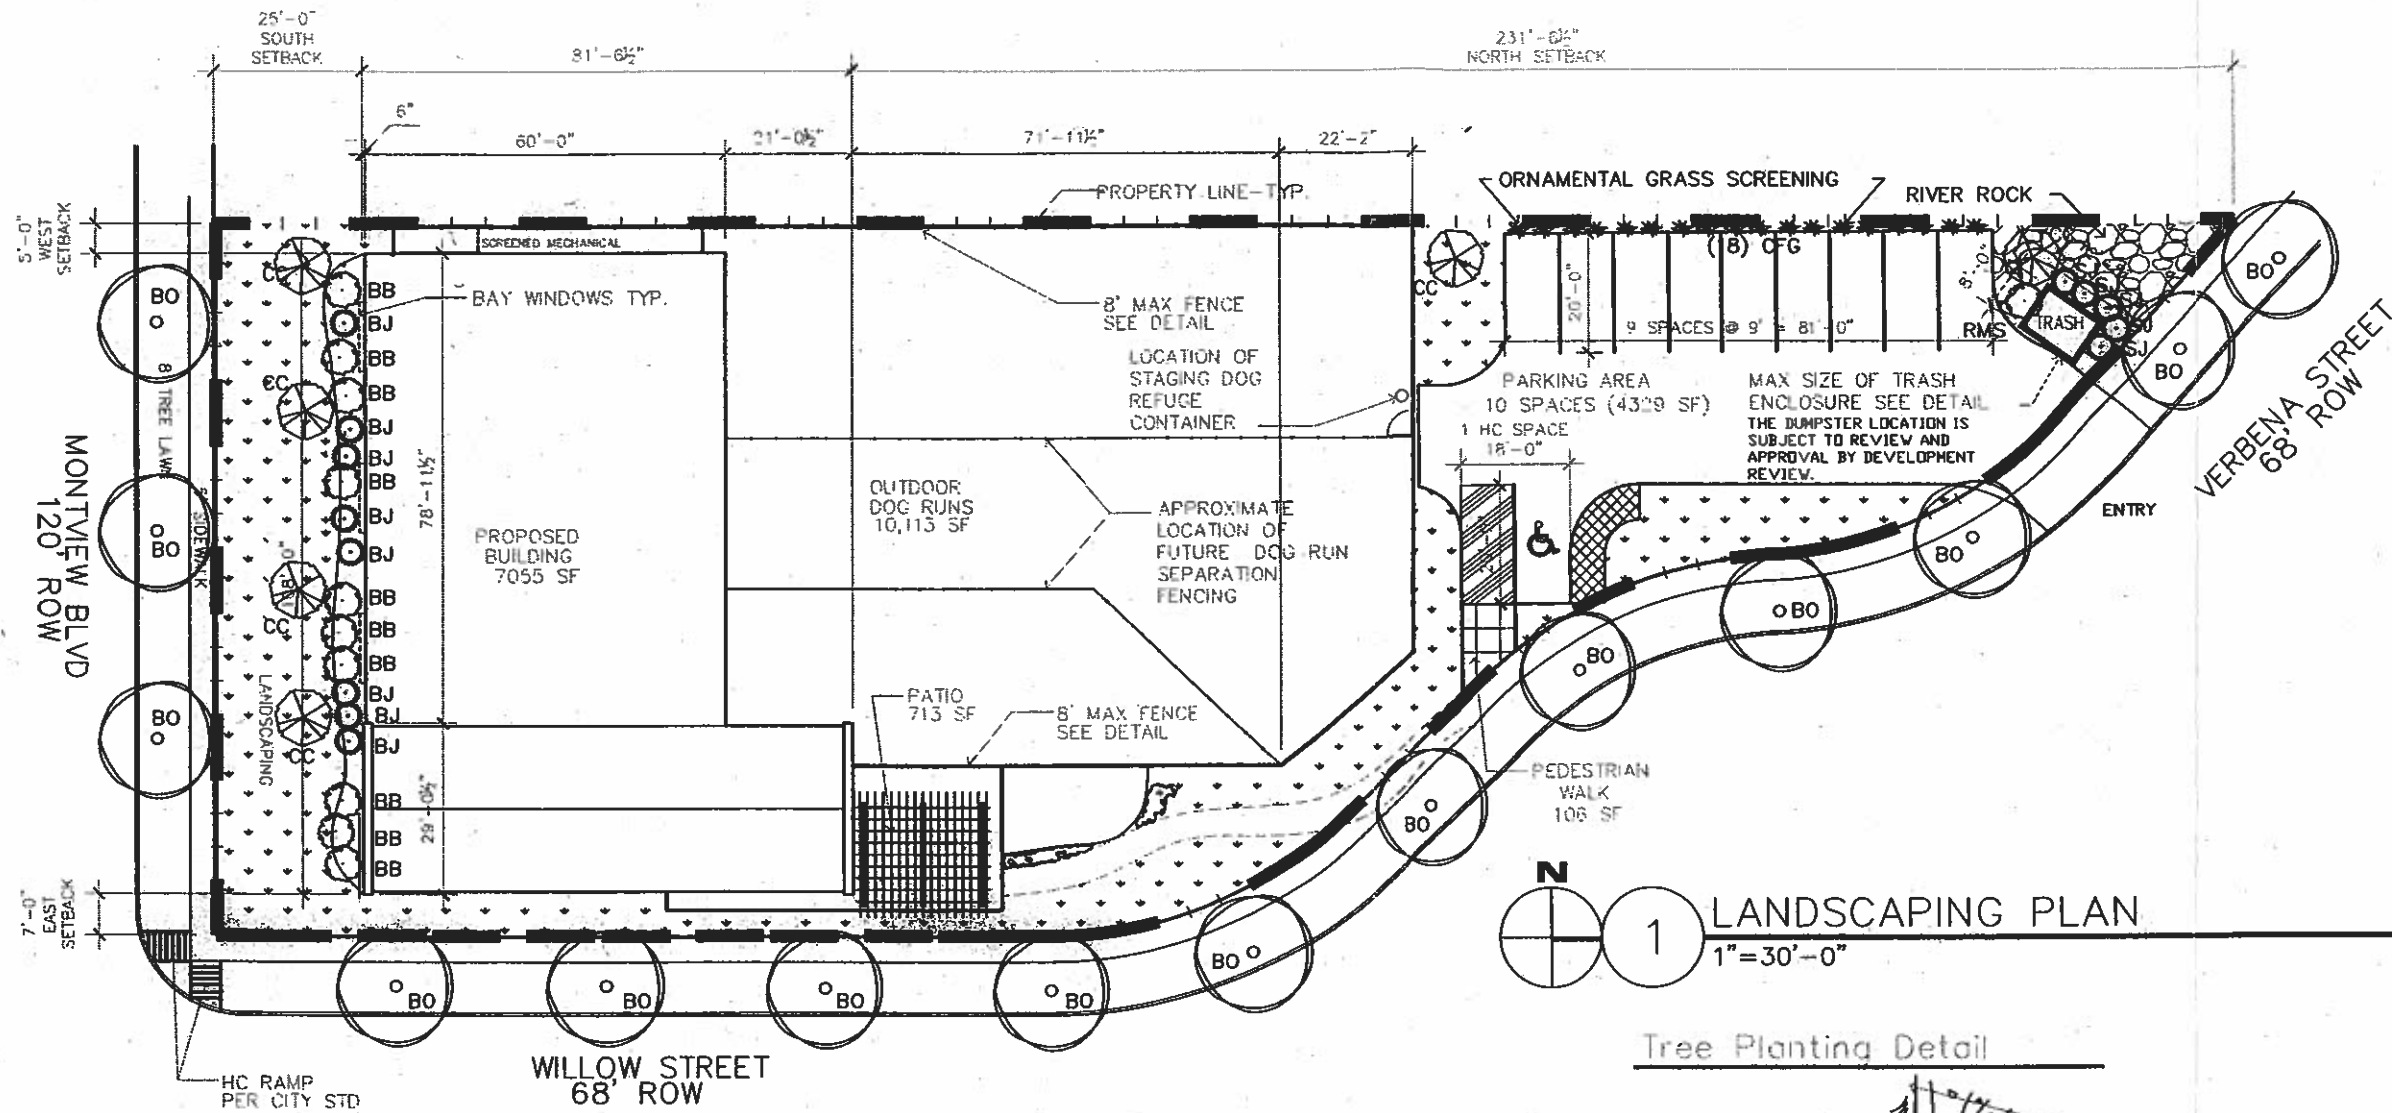 25'-0"
SOUTH
SETBACK
81'-6½"
231'-6½"
NORTH SETBACK
6"
60'-0"
21'-0½"
71'-11½"
22'-2"
5'-0"
WEST
SETBACK
PROPERTY LINE-TYP.
ORNAMENTAL GRASS SCREENING
RIVER ROCK
SCREENED MECHANICAL
(18) CFG
CC
BB
BAY WINDOWS TYP.
BJ
BB
BB
BJ
BJ
BB
BJ
BJ
BB
BB
BB
BJ
BJ
BJ
BB
BB
BB
CC
CC
CC
CC
8' MAX FENCE
SEE DETAIL
LOCATION OF
STAGING DOG
REFUGE
CONTAINER
20'-0"
9 SPACES @ 9' = 81'-0"
8'-0"
RMS
TRASH
SJ
SJ
BO
BO
VERBENA STREET
68' ROW
PARKING AREA
10 SPACES (4329 SF)
1 HC SPACE
18'-0"
MAX SIZE OF TRASH
ENCLOSURE SEE DETAIL
THE DUMPSTER LOCATION IS
SUBJECT TO REVIEW AND
APPROVAL BY DEVELOPMENT
REVIEW.
ENTRY
BO
BO
BO
BO
BO
MONTVIEW BLVD
120' ROW
BO
8' TREE LAWN
BO
SIDEWALK
BO
LANDSCAPING
78'-11½"
PROPOSED
BUILDING
7055 SF
OUTDOOR
DOG RUNS
10,113 SF
APPROXIMATE
LOCATION OF
FUTURE DOG RUN
SEPARATION
FENCING
PATIO
713 SF
8' MAX FENCE
SEE DETAIL
29'-0½"
PEDESTRIAN
WALK
106 SF
7'-0"
EAST
SETBACK
BO
BO
BO
BO
N
1
LANDSCAPING PLAN
1"=30'-0"
WILLOW STREET
68' ROW
HC RAMP
PER CITY STD
Tree Planting Detail